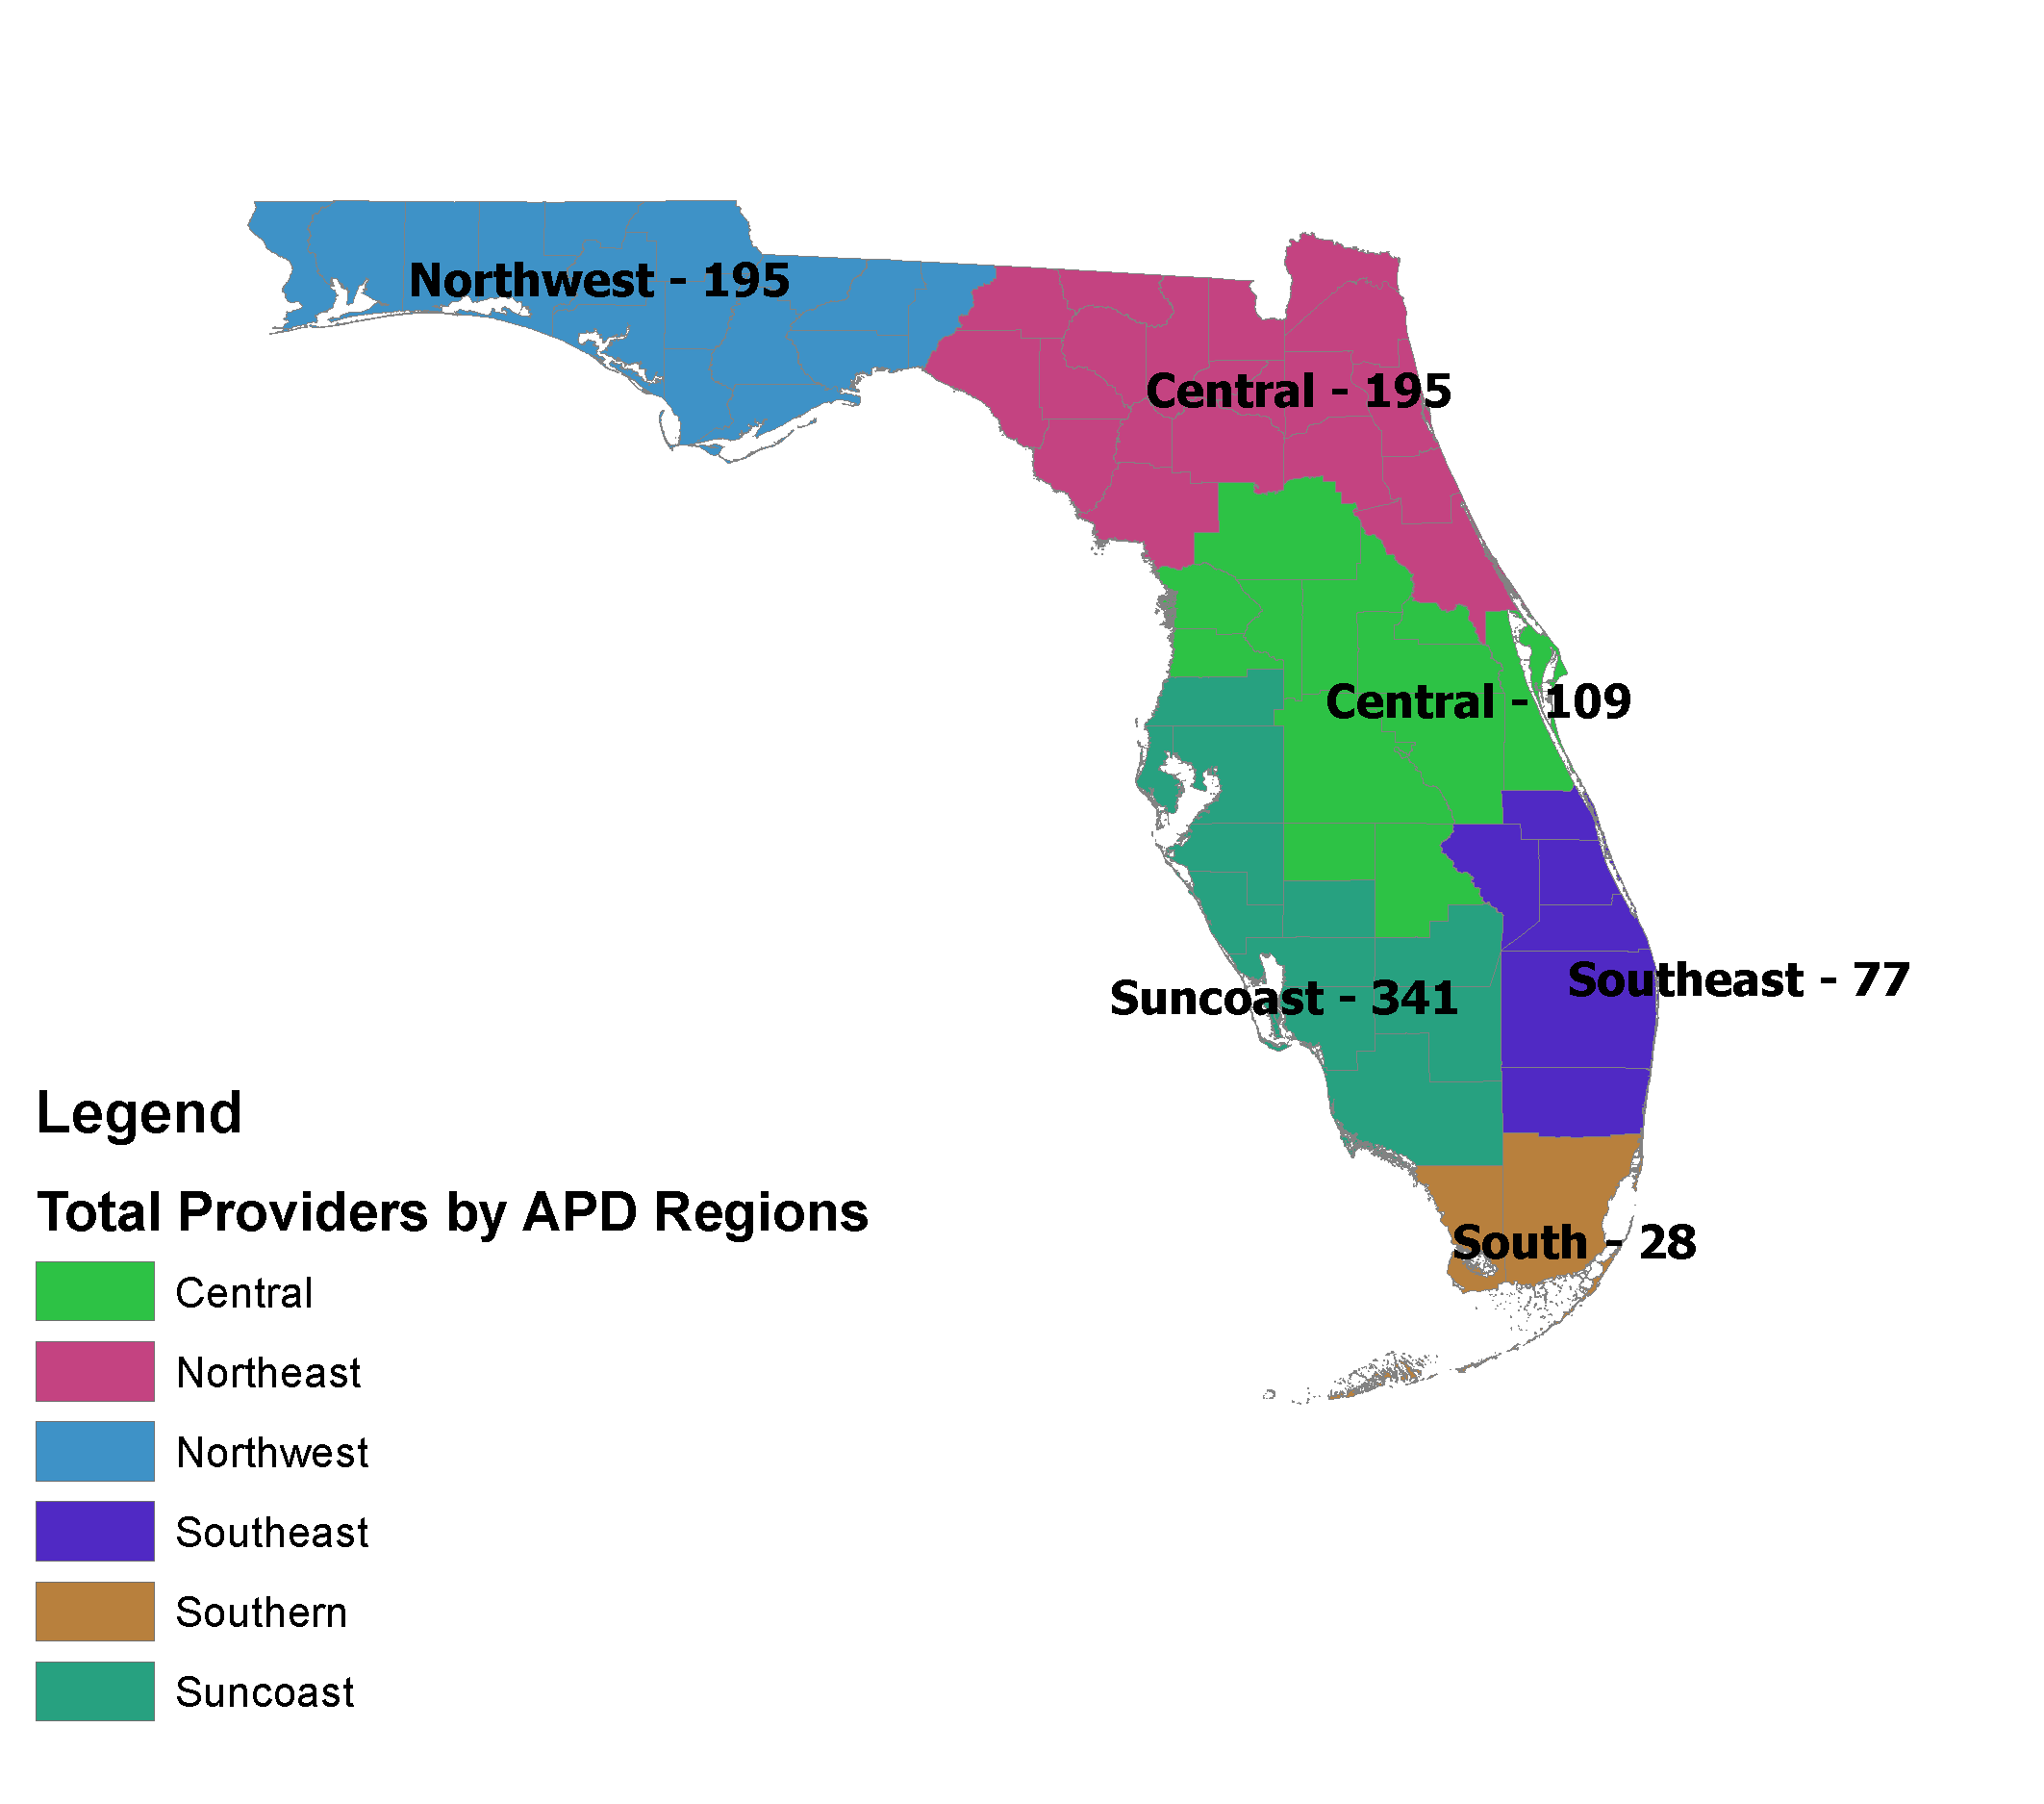 Northwest - 195
Central - 195
Central - 109
Southeast - 77
Suncoast - 341
South - 28
Legend
Total Providers by APD Regions
Central
Northeast
Northwest
Southeast
Southern
Suncoast